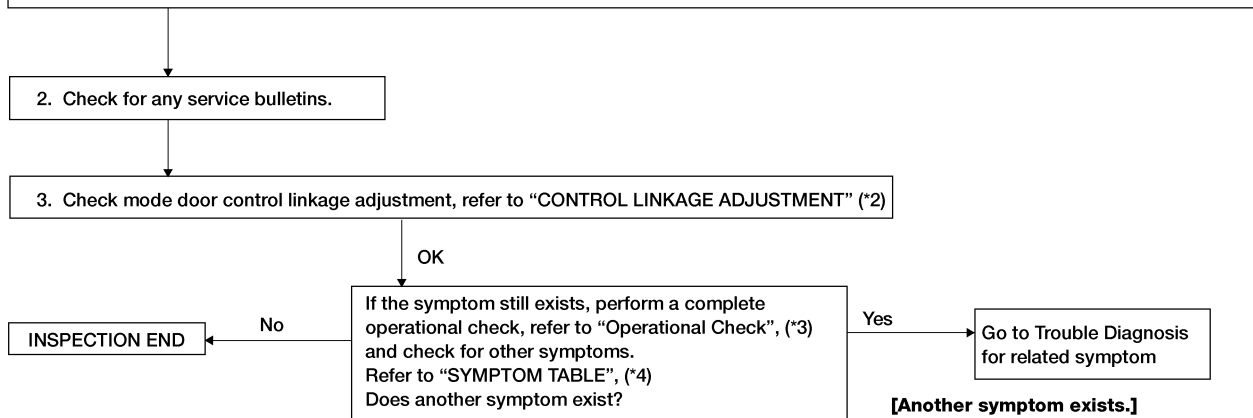 2. Check for any service bulletins.
3. Check mode door control linkage adjustment, refer to “CONTROL LINKAGE ADJUSTMENT” (*2)
OK
If the symptom still exists, perform a complete
operational check, refer to “Operational Check”, (*3)
and check for other symptoms.
Refer to “SYMPTOM TABLE”, (*4)
Does another symptom exist?
No
INSPECTION END
Yes
Go to Trouble Diagnosis
for related symptom
[Another symptom exists.]